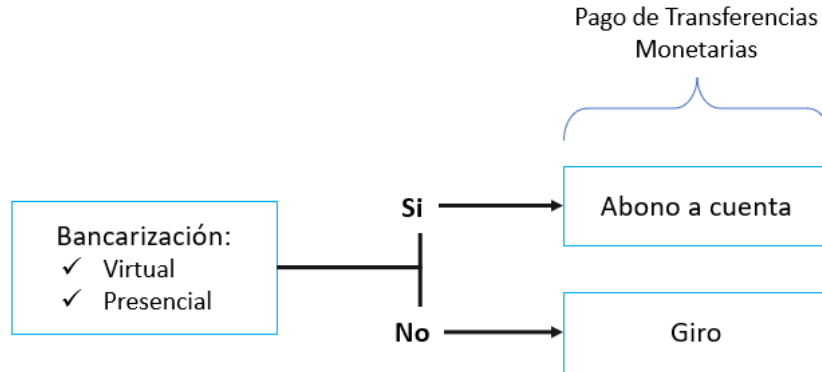 Pago de Transferencias
Monetarias
Si
Abono a cuenta
Bancarización:
✓ Virtual
✓ Presencial
No
Giro